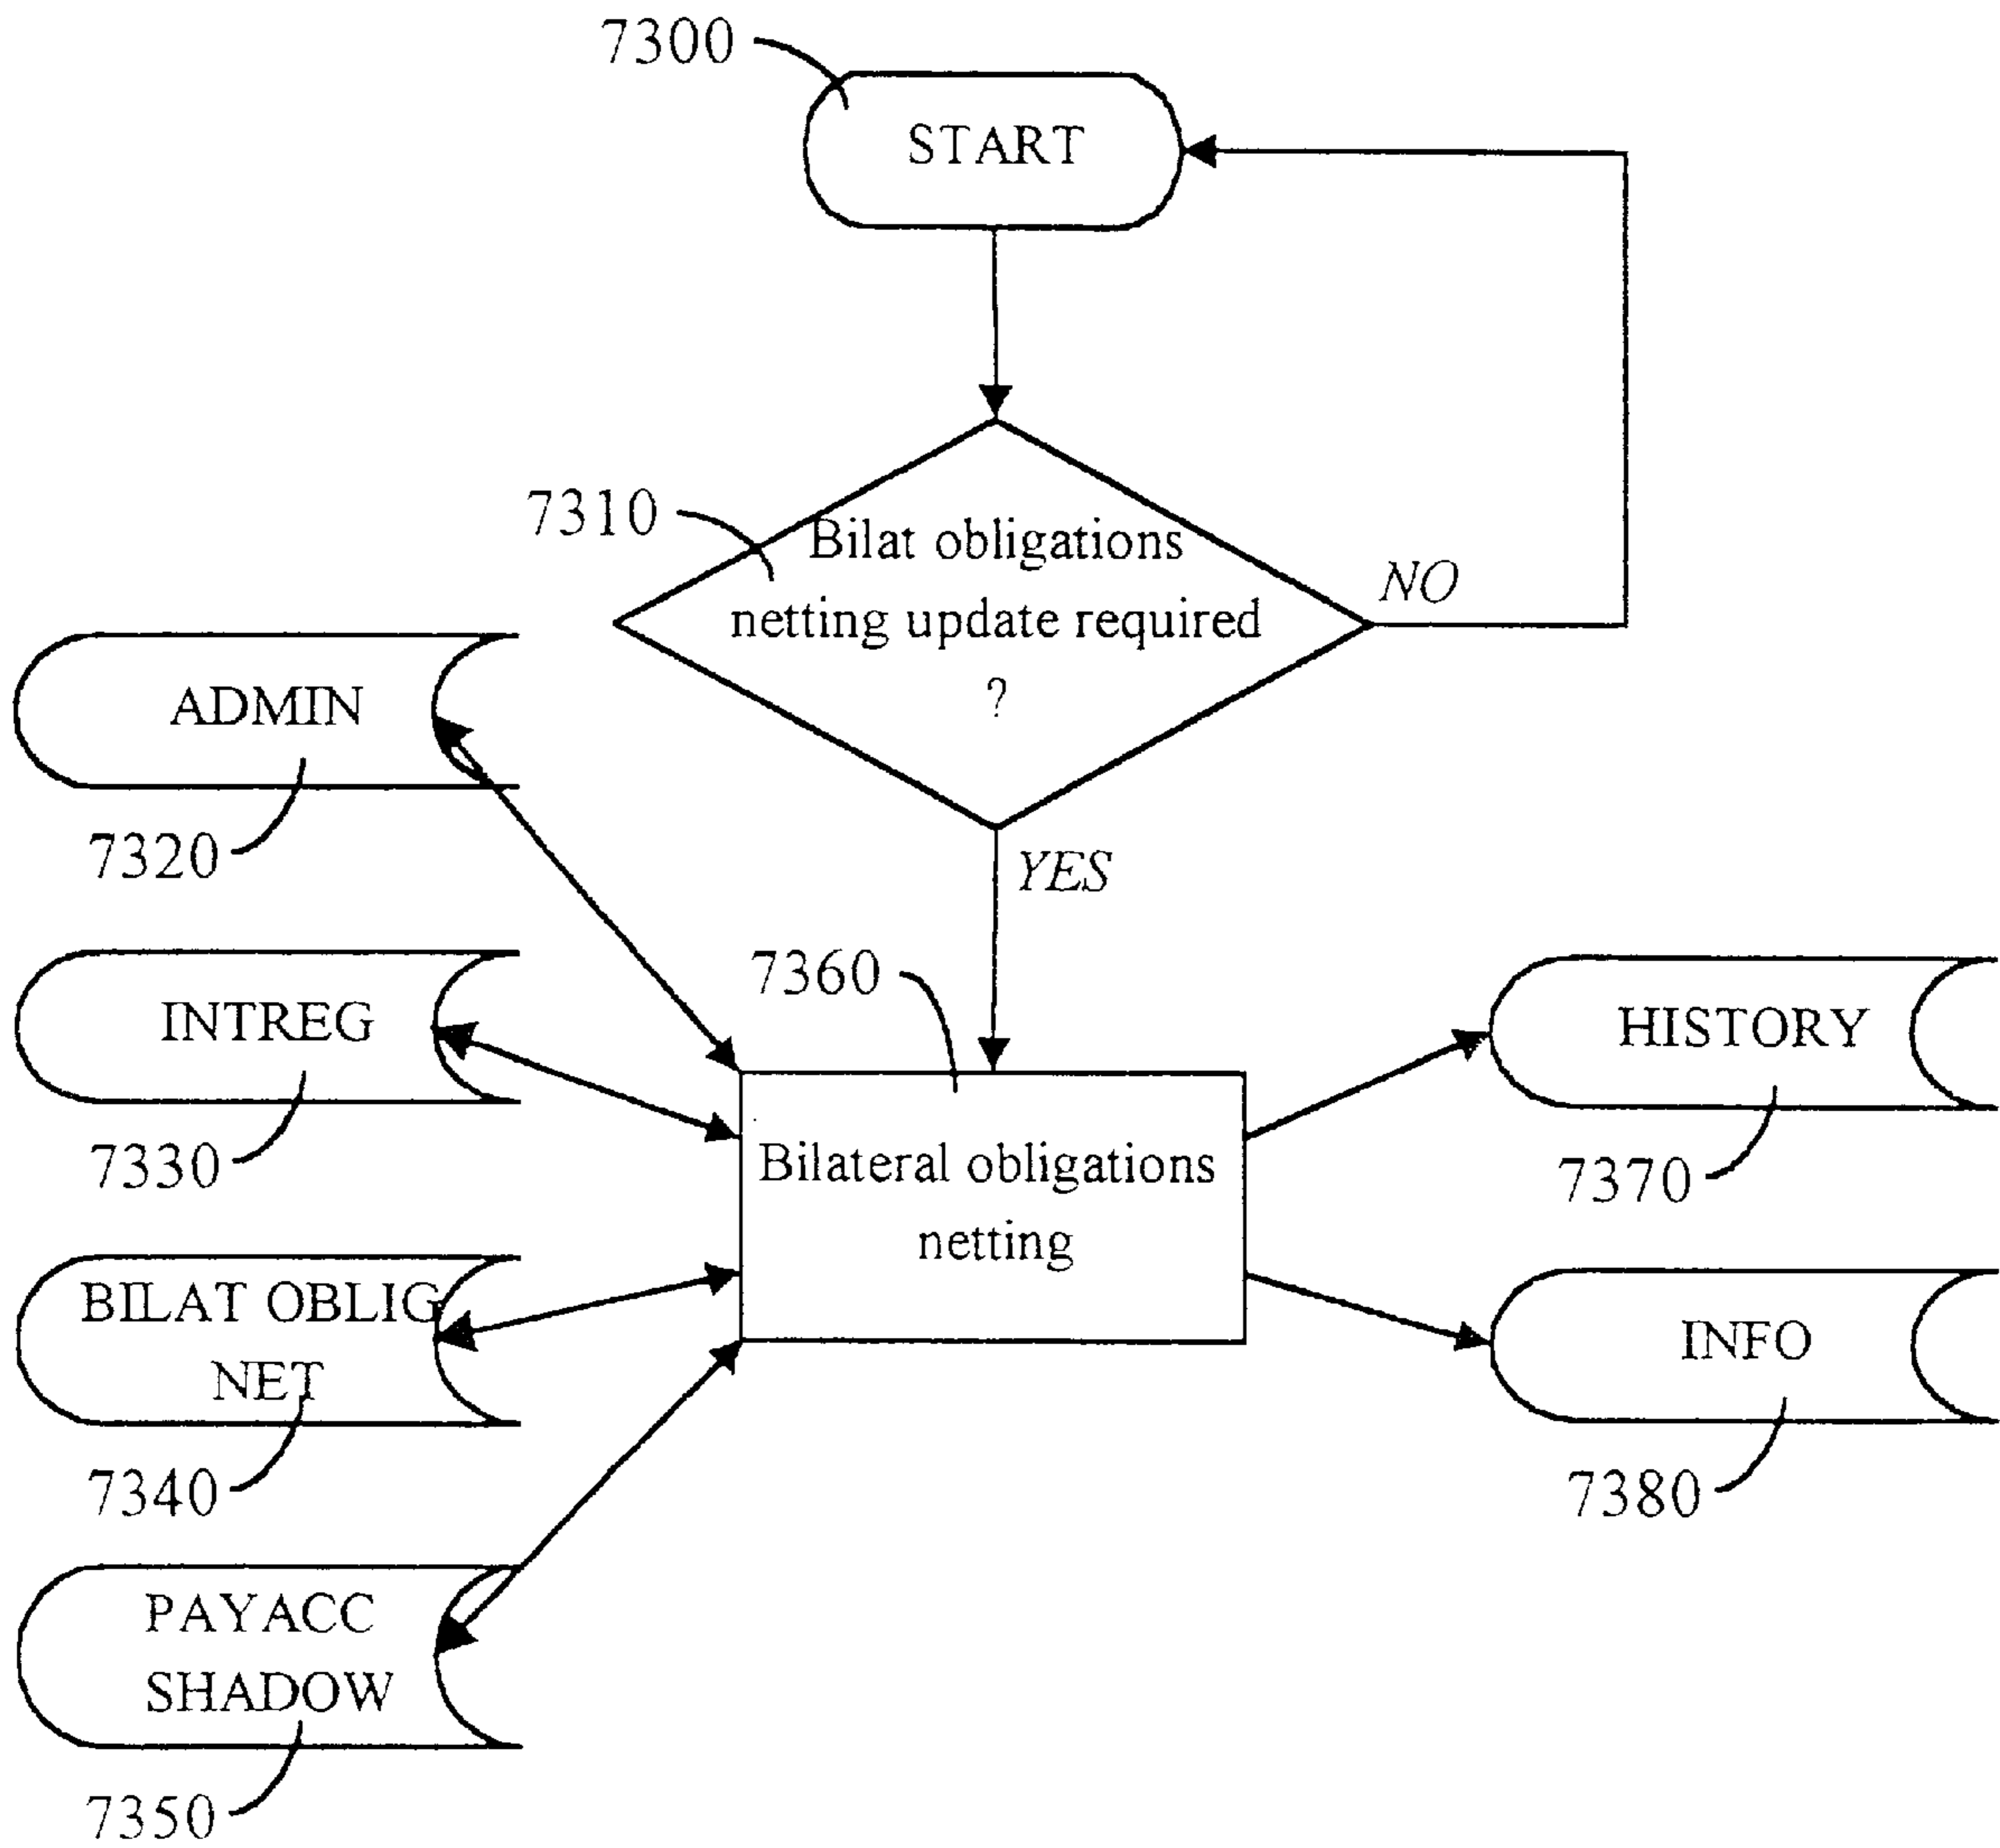 7300
START
7310
Bilat obligations
netting update required
?
NO
ADMIN
7320
YES
7360
INTREG
7330
HISTORY
7370
Bilateral obligations
netting
BILAT OBLIG
NET
7340
INFO
7380
PAYACC
SHADOW
7350